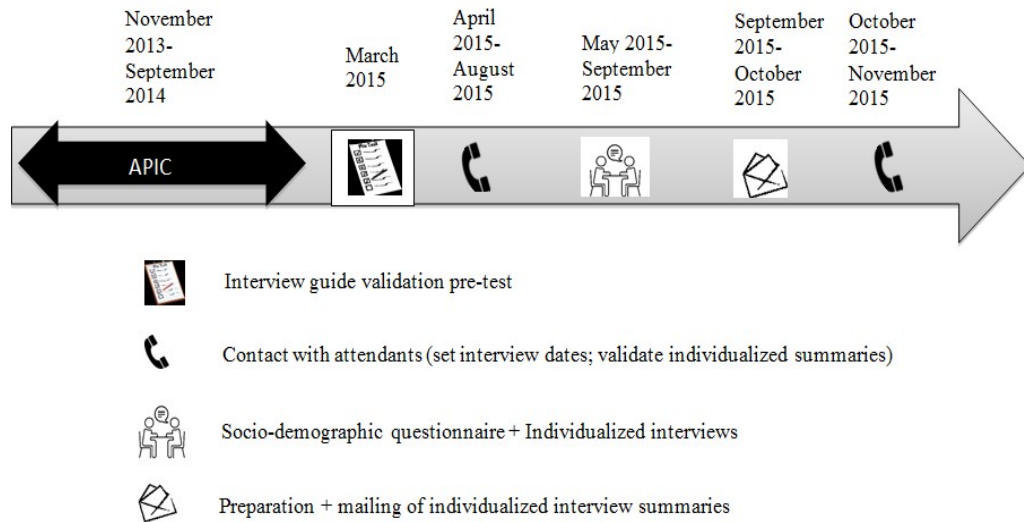 November
2013-
September
2014
March
2015
April
2015-
August
2015
May 2015-
September
2015
September
2015-
October
2015
October
2015-
November
2015
APIC
Interview guide validation pre-test
Contact with attendants (set interview dates; validate individualized summaries)
Socio-demographic questionnaire + Individualized interviews
Preparation + mailing of individualized interview summaries